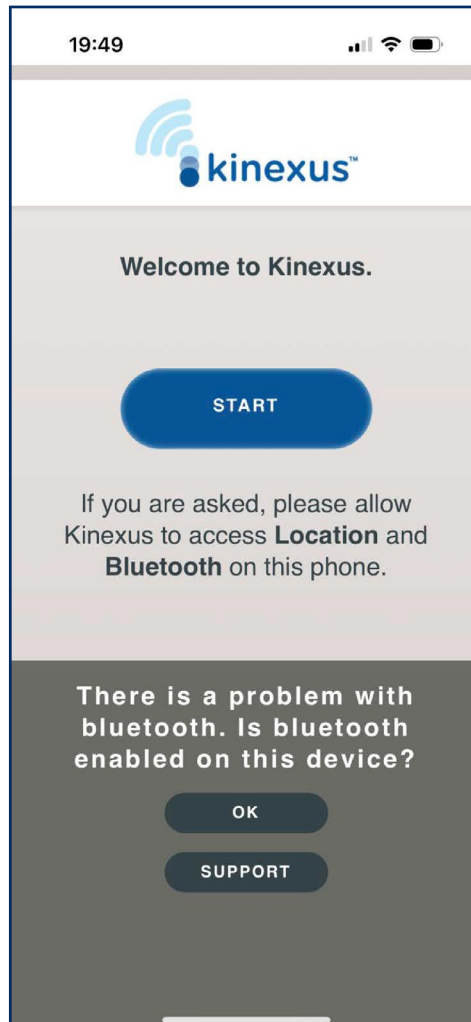 19:49
kinexus™
Welcome to Kinexus.
START
If you are asked, please allow
Kinexus to access Location and
Bluetooth on this phone.
There is a problem with
bluetooth. Is bluetooth
enabled on this device?
OK
SUPPORT